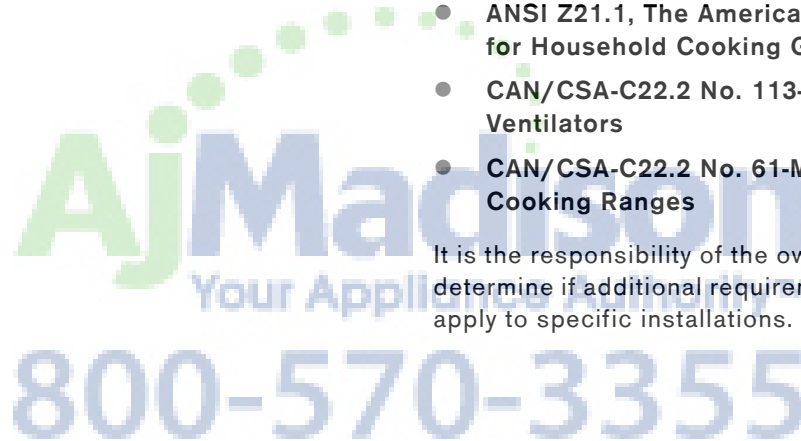 ANSI Z21.1, The America
for Household Cooking G
CAN/CSA-C22.2 No. 113-
Ventilators
CAN/CSA-C22.2 No. 61-M
Cooking Ranges
It is the responsibility of the ow
determine if additional requirem
apply to specific installations.
AjMadison
Your Appliance Authority
800-570-3355